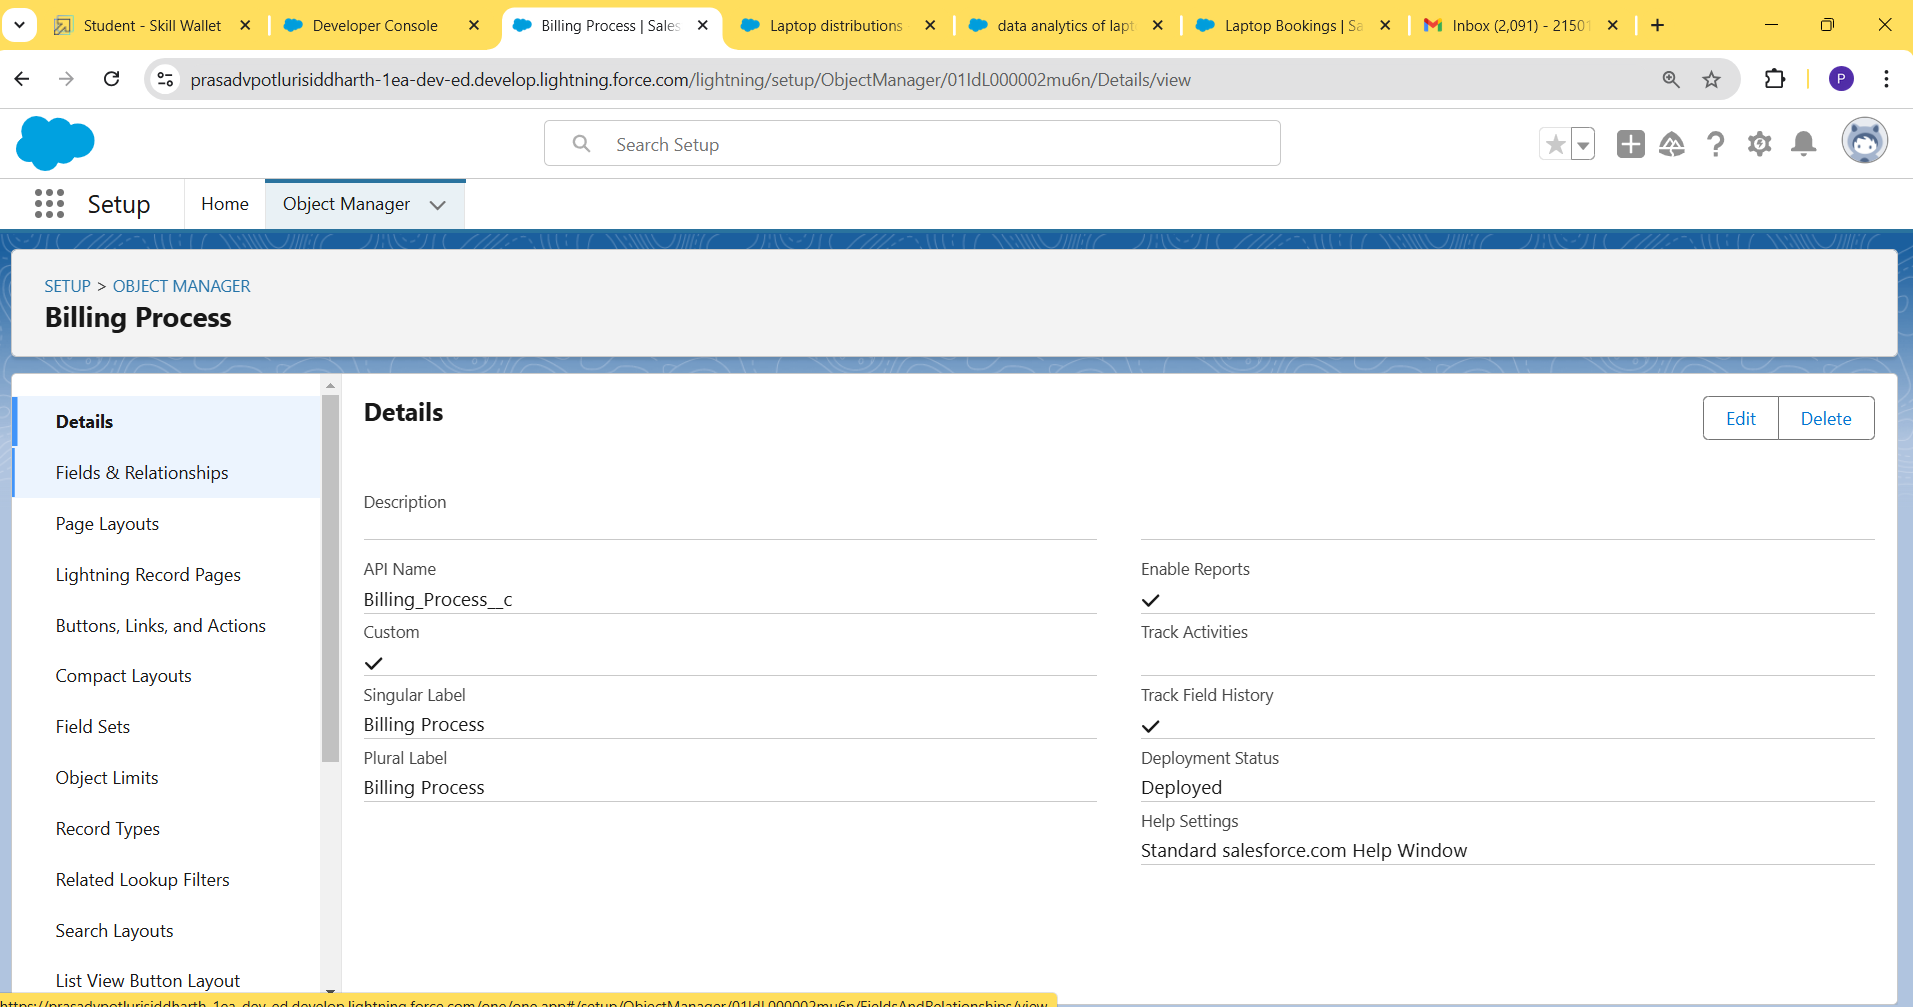 Student - Skill Wallet
Developer Console
Billing Process | Sales
Laptop distributions
data analytics of lapt
Laptop Bookings | Sa
Inbox (2,091) - 21501
prasadvpotlurisiddharth-1ea-dev-ed.develop.lightning.force.com/lightning/setup/ObjectManager/01IdL000002mu6n/Details/view
P
Search Setup
Setup
Home
Object Manager
SETUP > OBJECT MANAGER
Billing Process
Details
Fields & Relationships
Page Layouts
Lightning Record Pages
Buttons, Links, and Actions
Compact Layouts
Field Sets
Object Limits
Record Types
Related Lookup Filters
Search Layouts
List View Button Layout
Details
Edit
Delete
Description
API Name
Billing_Process__c
Custom
Singular Label
Billing Process
Plural Label
Billing Process
Enable Reports
Track Activities
Track Field History
Deployment Status
Deployed
Help Settings
Standard salesforce.com Help Window
https://prasadvpotlurisiddharth-1ea-dev-ed.develop.lightning.force.com/one/one.app#/setup/ObjectManager/01IdL000002mu6n/FieldsAndRelationships/view